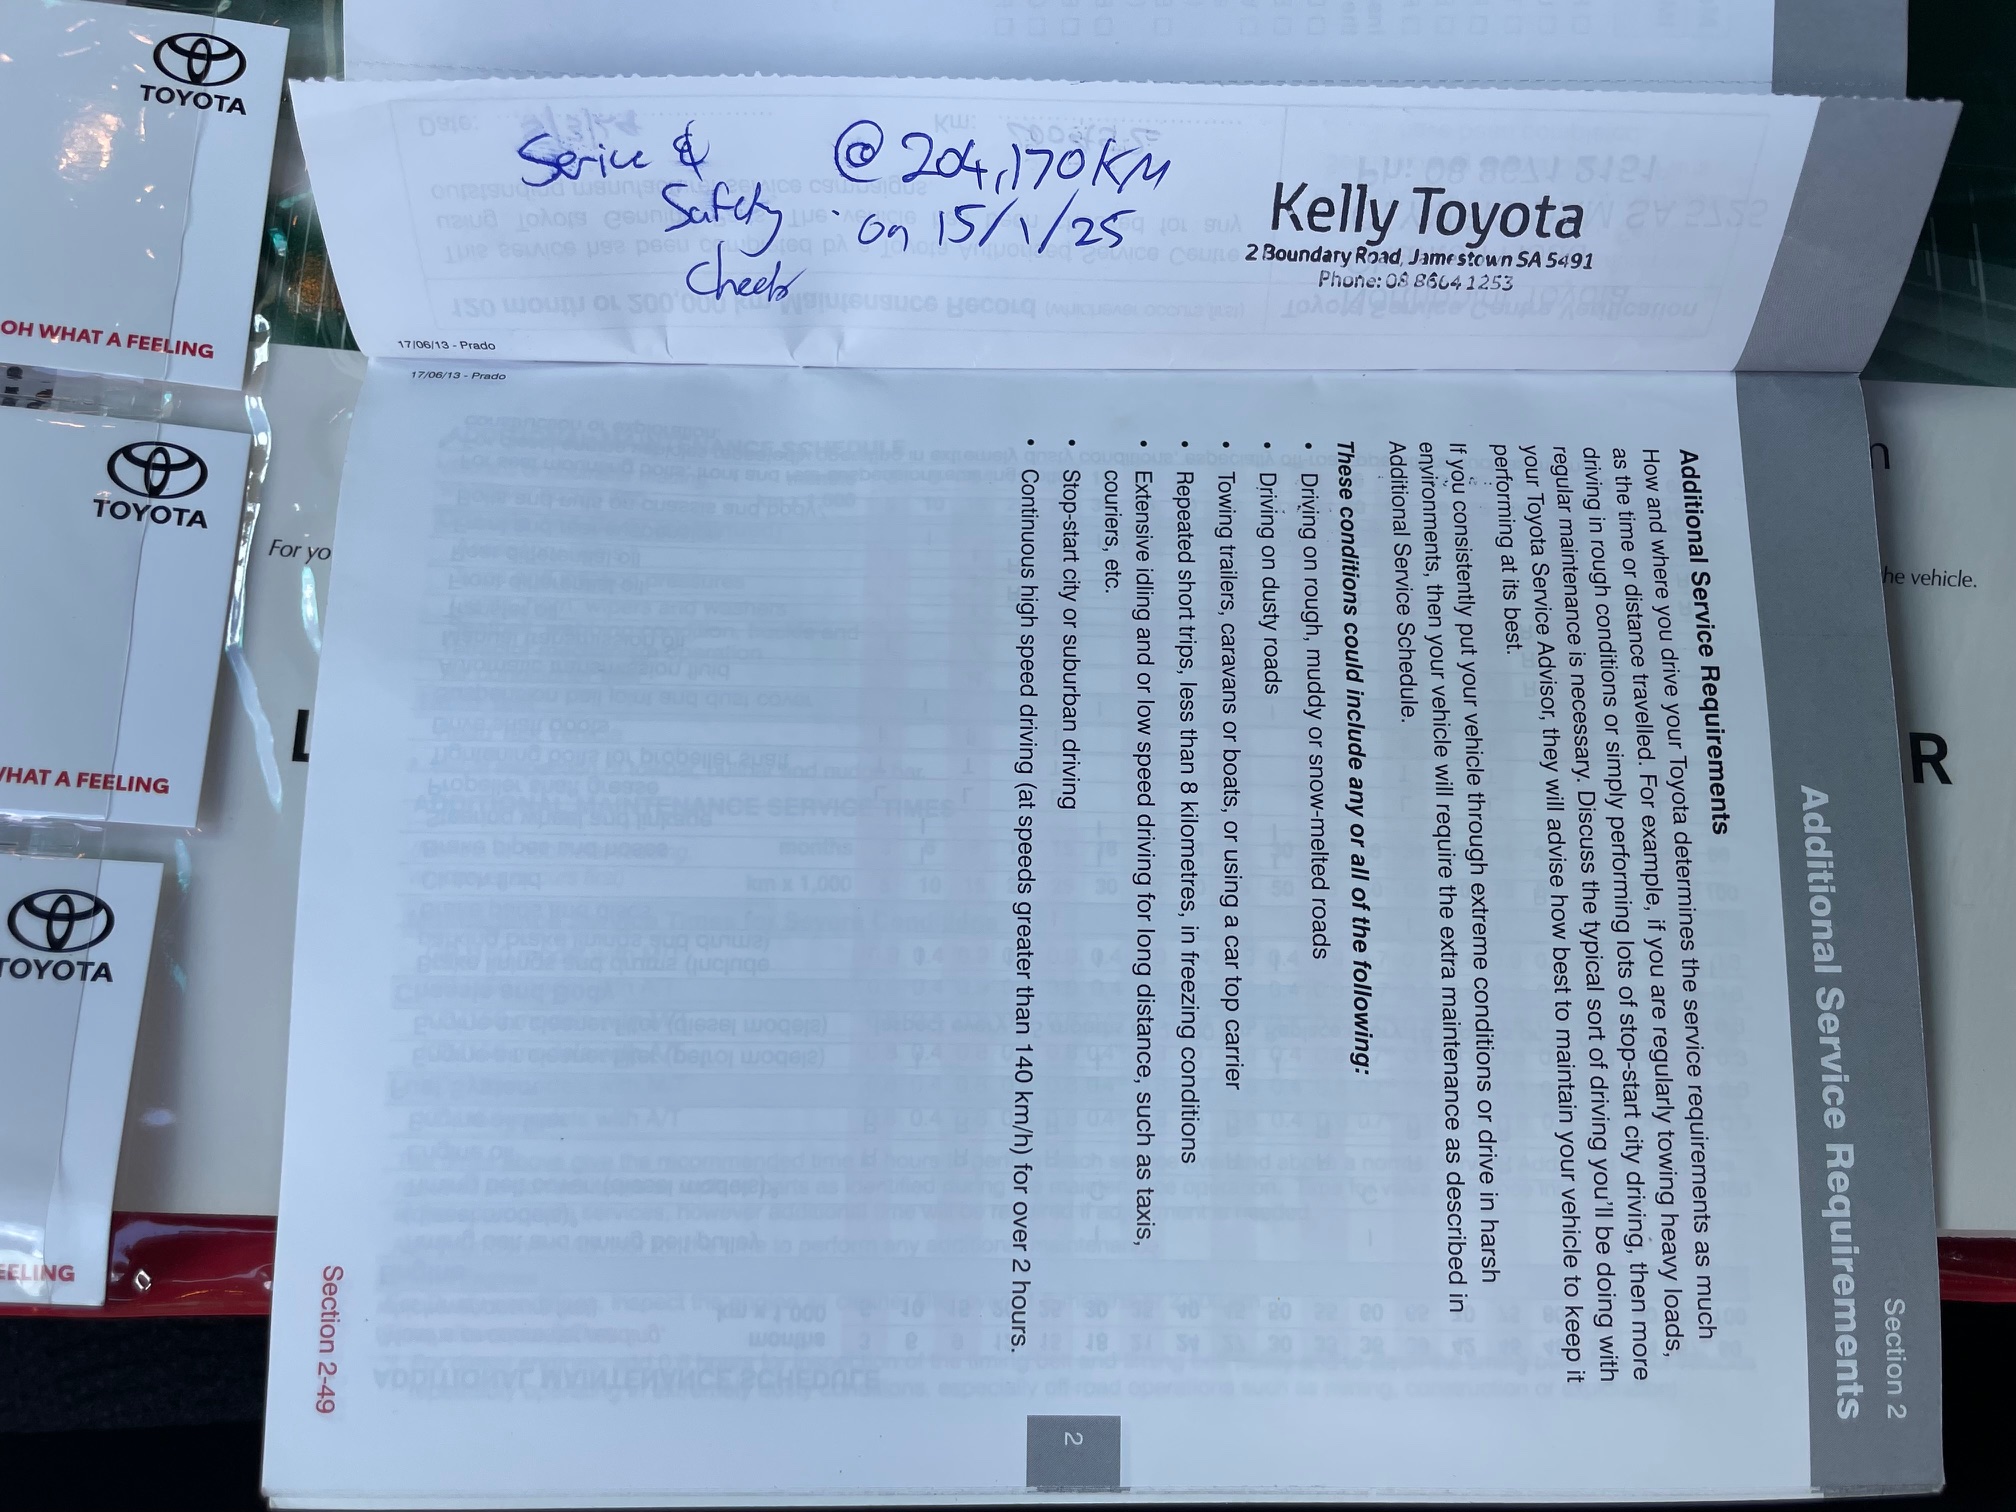 TOYOTA
OH WHAT A FEELING
TOYOTA
WHAT A FEELING
TOYOTA
EELING
For yo
he vehicle.
R
Service &
Safety
Check
@ 204,170KM
on 15/1/25
Kelly Toyota
2 Boundary Road, Jamestown SA 5491
Phone: 08 8664 1253
17/06/13 - Prado
17/06/13 - Prado
Section 2
Additional Service Requirements
Additional Service Requirements
How and where you drive your Toyota determines the service requirements as much
as the time or distance travelled. For example, if you are regularly towing heavy loads,
driving in rough conditions or simply performing lots of stop-start city driving, then more
regular maintenance is necessary. Discuss the typical sort of driving you'll be doing with
your Toyota Service Advisor, they will advise how best to maintain your vehicle to keep it
performing at its best.
If you consistently put your vehicle through extreme conditions or drive in harsh
environments, then your vehicle will require the extra maintenance as described in
Additional Service Schedule.
These conditions could include any or all of the following:
• Driving on rough, muddy or snow-melted roads
• Driving on dusty roads
• Towing trailers, caravans or boats, or using a car top carrier
• Repeated short trips, less than 8 kilometres, in freezing conditions
• Extensive idling and or low speed driving for long distance, such as taxis,
couriers, etc.
• Stop-start city or suburban driving
• Continuous high speed driving (at speeds greater than 140 km/h) for over 2 hours.
2
Section 2-49